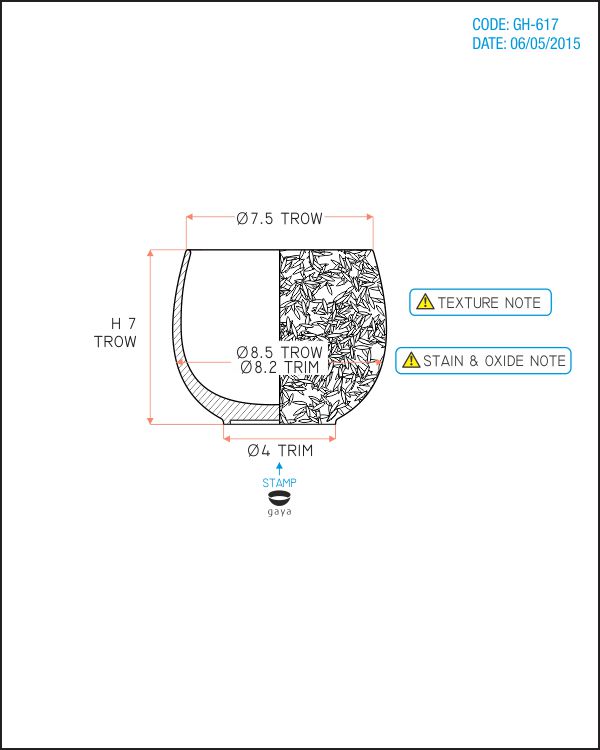 CODE: GH-617
DATE: 06/05/2015
Ø7.5 TROW
H 7
TROW
TEXTURE NOTE
Ø8.5 TROW
Ø8.2 TRIM
STAIN & OXIDE NOTE
Ø4 TRIM
STAMP
gaya